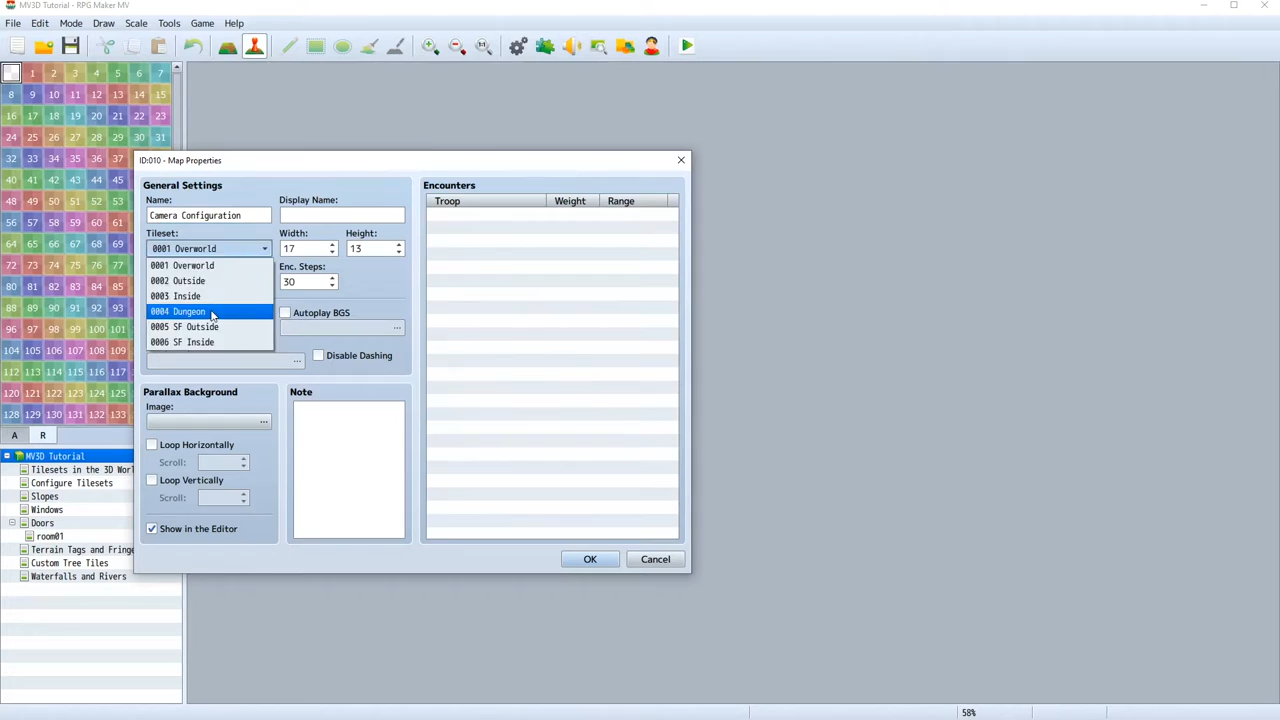 MV3D Tutorial - RPG Maker MV
File Edit Mode Draw Scale Tools Game Help
1 2 3 4 5 6 7
8 9 10 11 12 13 14 15
16 17 18 19 20 21 22 23
24 25 26 27 28 29 30 31
32 33 34 35 36 37
40 41 42 43 44 45
48 49 50 51 52 53
56 57 58 59 60 61
64 65 66 67 68 69
72 73 74 75 76 77
80 81 82 83 84 85
88 89 90 91 92 93
96 97 98 99 100 101
104 105 106 107 108 109
112 113 114 115 116 117
120 121 122 123 124 125
128 129 130 131 132 133
A R
MV3D Tutorial
Tilesets in the 3D Worl
Configure Tilesets
Slopes
Windows
Doors
room01
Terrain Tags and Fringe
Custom Tree Tiles
Waterfalls and Rivers
ID:010 - Map Properties
General Settings
Name:
Display Name:
Camera Configuration
Tileset:
Width:
Height:
0001 Overworld
17
13
0001 Overworld
0002 Outside
0003 Inside
0004 Dungeon
0005 SF Outside
0006 SF Inside
Enc. Steps:
30
Autoplay BGS
...
... Disable Dashing
Parallax Background
Image:
...
Loop Horizontally
Scroll:
Loop Vertically
Scroll:
Show in the Editor
Note
Encounters
Troop Weight Range
OK Cancel
58%